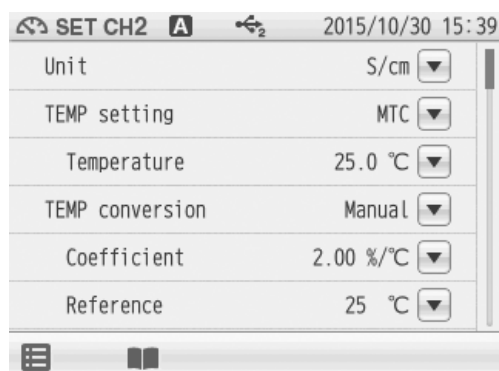 SET CH2 A 2 2015/10/30 15:39
Unit S/cm
TEMP setting MTC
Temperature 25.0 ℃
TEMP conversion Manual
Coefficient 2.00 %/℃
Reference 25 ℃